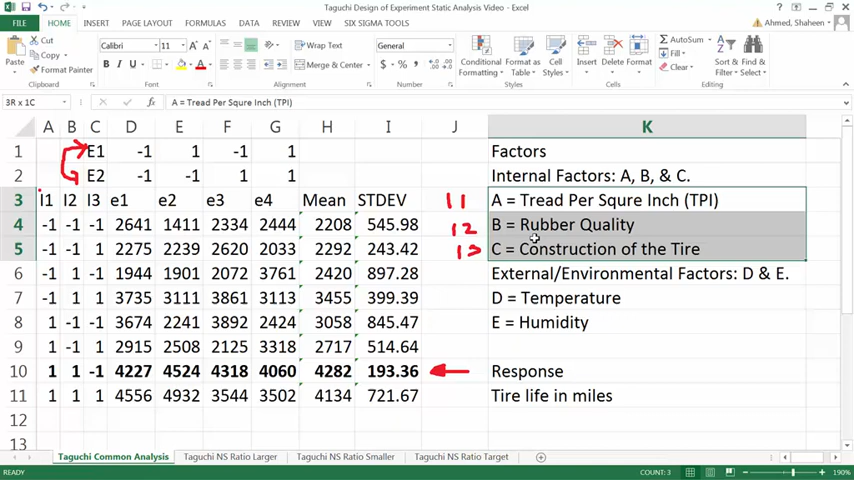 Taguchi Design of Experiment Static Analysis Video - Excel
FILE HOME INSERT PAGE LAYOUT FORMULAS DATA REVIEW VIEW SIX SIGMA TOOLS Ahmed, Shaheen
Cut
Copy
Format Painter
Paste
Calibri 11
Wrap Text
Merge & Center
General
Conditional Formatting
Format as Table
Cell Styles
Insert Delete Format
AutoSum
Fill
Clear
Sort & Filter
Find & Select
Clipboard Font Alignment Number Styles Cells Editing
3R x 1C A = Tread Per Squre Inch (TPI)
A B C D E F G H I J K
1 E1 -1 1 -1 1 Factors
2 E2 -1 -1 1 1 Internal Factors: A, B, & C.
3 I1 I2 I3 e1 e2 e3 e4 Mean STDEV I1 A = Tread Per Squre Inch (TPI)
4 -1 -1 -1 2641 1411 2334 2444 2208 545.98 I2 B = Rubber Quality
5 -1 -1 1 2275 2239 2620 2033 2292 243.42 I3 C = Construction of the Tire
6 -1 1 -1 1944 1901 2072 3761 2420 897.28 External/Environmental Factors: D & E.
7 -1 1 1 3735 3111 3861 3113 3455 399.39 D = Temperature
8 1 -1 -1 3674 2241 3892 2424 3058 845.47 E = Humidity
9 1 -1 1 2915 2508 2125 3318 2717 514.64
10 1 1 -1 4227 4524 4318 4060 4282 193.36 Response
11 1 1 1 4556 4932 3544 3502 4134 721.67 Tire life in miles
12
13
Taguchi Common Analysis Taguchi NS Ratio Larger Taguchi NS Ratio Smaller Taguchi NS Ratio Target
READY COUNT: 3 190%